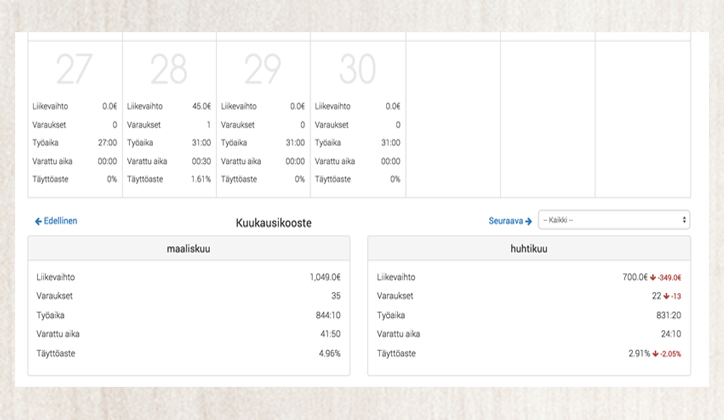 27 28 29 30
Liikevaihto 0.0€ Liikevaihto 45.0€ Liikevaihto 0.0€ Liikevaihto 0.0€
Varaukset 0 Varaukset 1 Varaukset 0 Varaukset 0
Työaika 27:00 Työaika 31:00 Työaika 31:00 Työaika 31:00
Varattu aika 00:00 Varattu aika 00:30 Varattu aika 00:00 Varattu aika 00:00
Täyttöaste 0% Täyttöaste 1.61% Täyttöaste 0% Täyttöaste 0%
← Edellinen Kuukausikooste Seuraava → -- Kaikki --
maaliskuu
Liikevaihto 1,049.0€
Varaukset 35
Työaika 844:10
Varattu aika 41:50
Täyttöaste 4.96%
huhtikuu
Liikevaihto 700.0€ ↓ -349.0€
Varaukset 22 ↓ -13
Työaika 831:20
Varattu aika 24:10
Täyttöaste 2.91% ↓ -2.05%